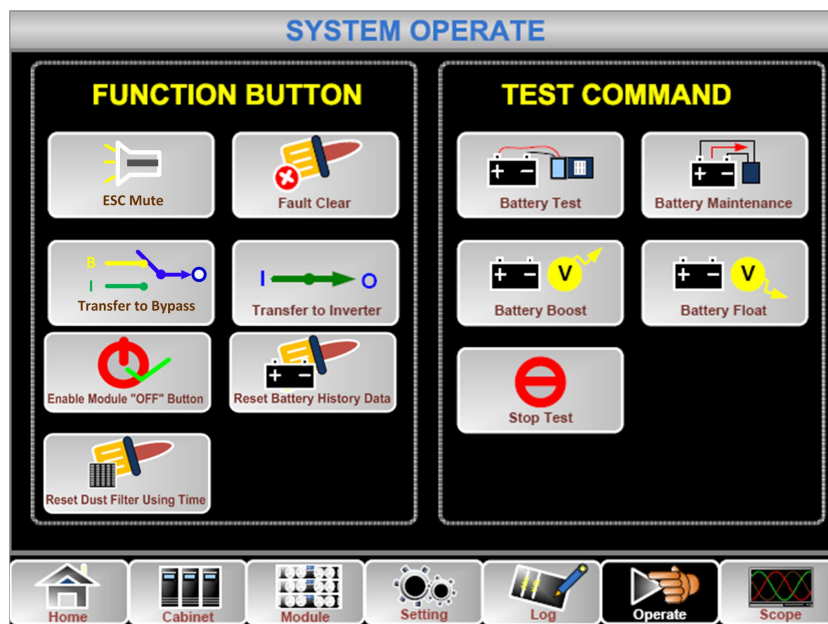 SYSTEM OPERATE
FUNCTION BUTTON
ESC Mute
Fault Clear
B
I
Transfer to Bypass
I O
Transfer to Inverter
Enable Module "OFF" Button
Reset Battery History Data
Reset Dust Filter Using Time
TEST COMMAND
Battery Test
Battery Maintenance
V
Battery Boost
V
Battery Float
Stop Test
Home
Cabinet
Module
Setting
Log
Operate
Scope